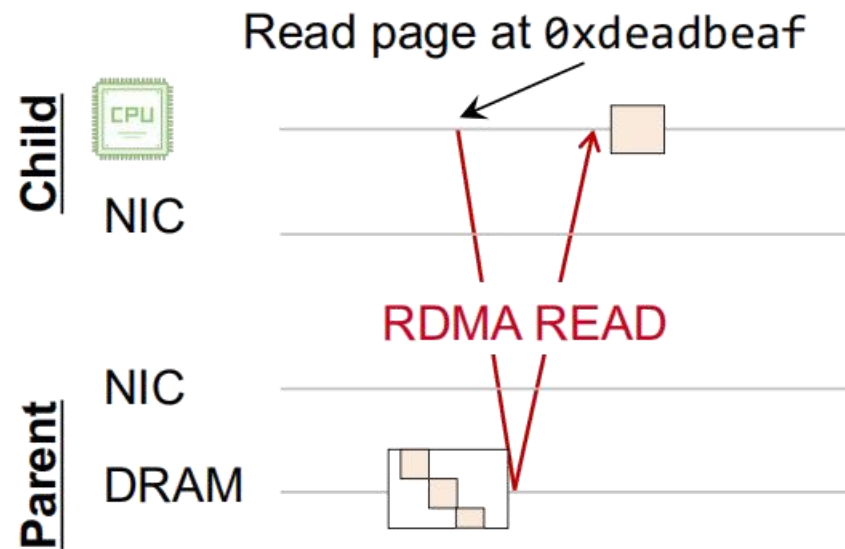 Read page at 0xdeadbeaf
Child
CPU
NIC
RDMA READ
Parent
NIC
DRAM